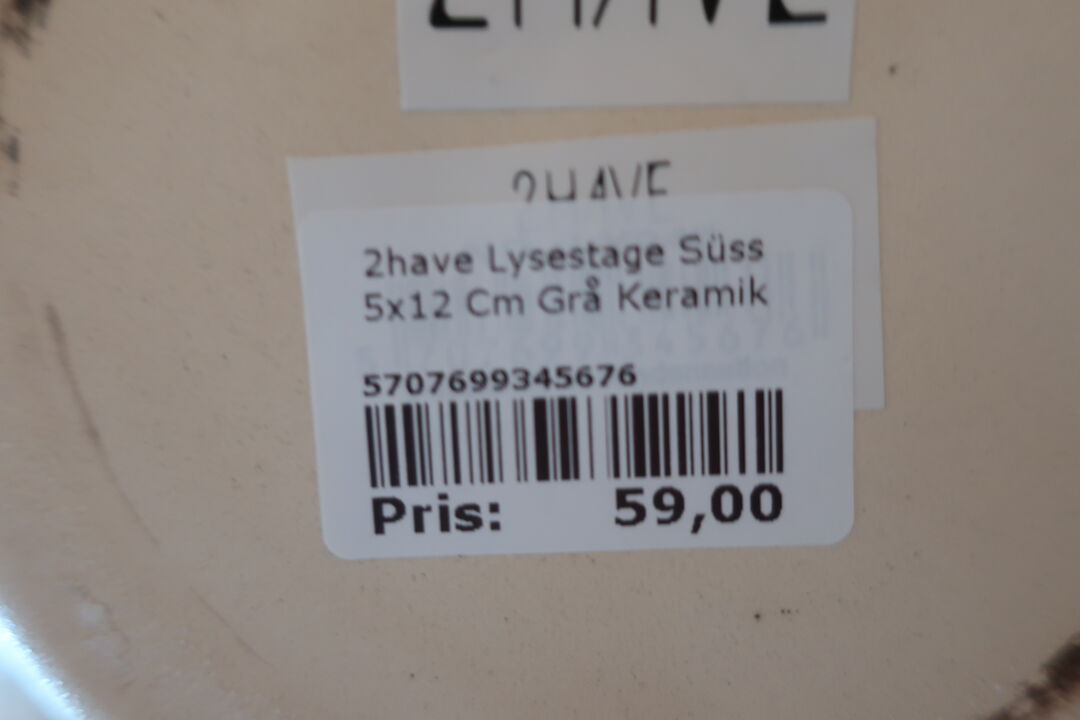 2HAVE
2HAVE
2have Lysestage Süss
5x12 Cm Grå Keramik
5707699345676
Pris: 59,00